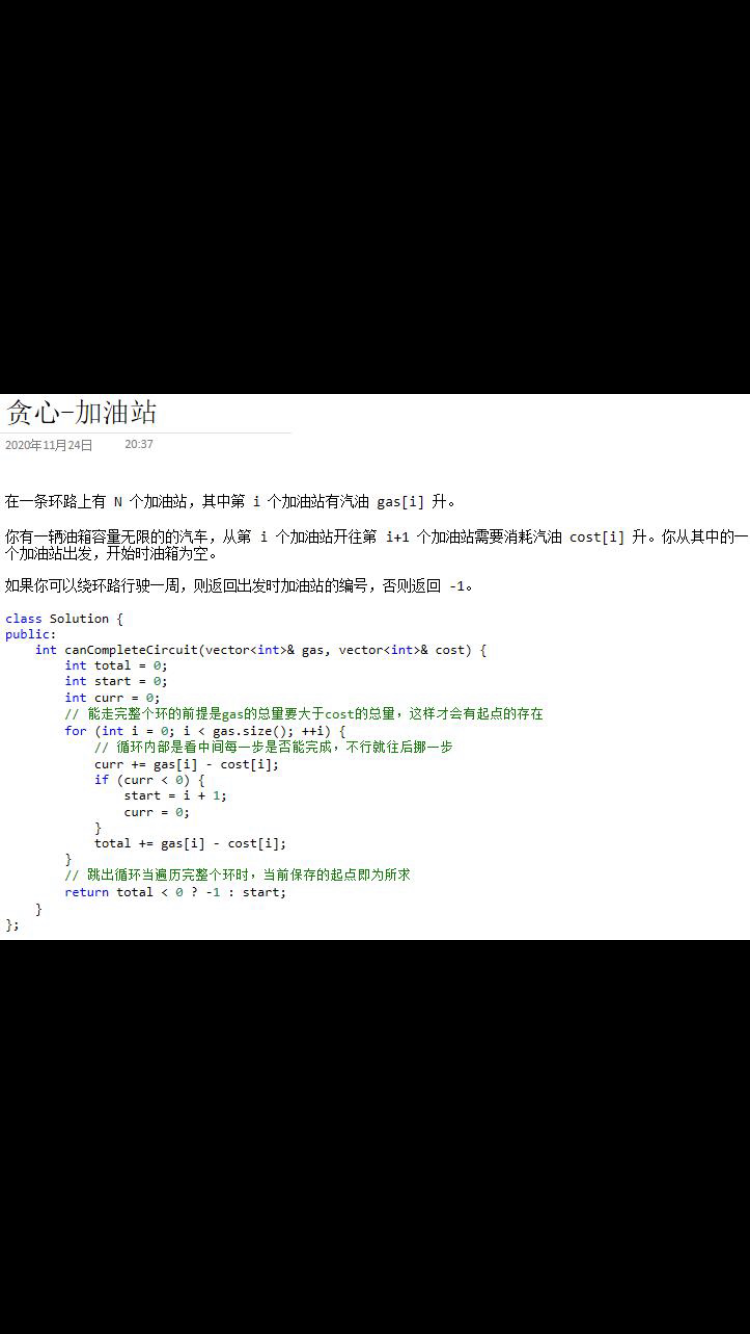 贪心-加油站
2020年11月24日 20:37
在一条环路上有 N 个加油站，其中第 i 个加油站有汽油 gas[i] 升。
你有一辆油箱容量无限的的汽车，从第 i 个加油站开往第 i+1 个加油站需要消耗汽油 cost[i] 升。你从其中的一
个加油站出发，开始时油箱为空。
如果你可以绕环路行驶一周，则返回出发时加油站的编号，否则返回 -1。
class Solution {
public:
    int canCompleteCircuit(vector<int>& gas, vector<int>& cost) {
        int total = 0;
        int start = 0;
        int curr = 0;
        // 能走完整个环的前提是gas的总量要大于cost的总量，这样才会有起点的存在
        for (int i = 0; i < gas.size(); ++i) {
            // 循环内部是看中间每一步是否能完成，不行就往后挪一步
            curr += gas[i] - cost[i];
            if (curr < 0) {
                start = i + 1;
                curr = 0;
            }
            total += gas[i] - cost[i];
        }
        // 跳出循环当遍历完整个环时，当前保存的起点即为所求
        return total < 0 ? -1 : start;
    }
};